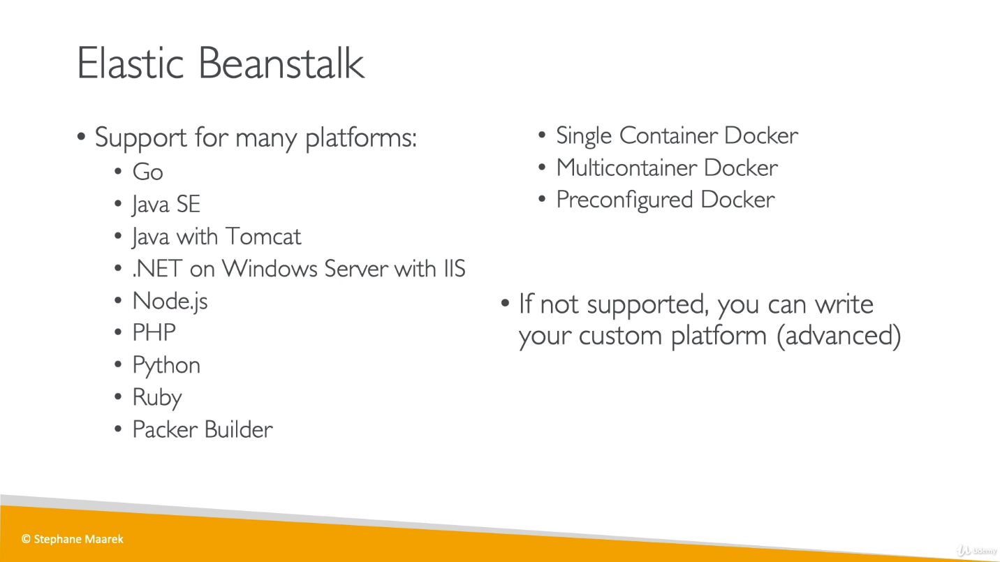 Elastic Beanstalk
• Support for many platforms:
• Go
• Java SE
• Java with Tomcat
• .NET on Windows Server with IIS
• Node.js
• PHP
• Python
• Ruby
• Packer Builder
• Single Container Docker
• Multicontainer Docker
• Preconfigured Docker
• If not supported, you can write
your custom platform (advanced)
© Stephane Maarek
Udemy